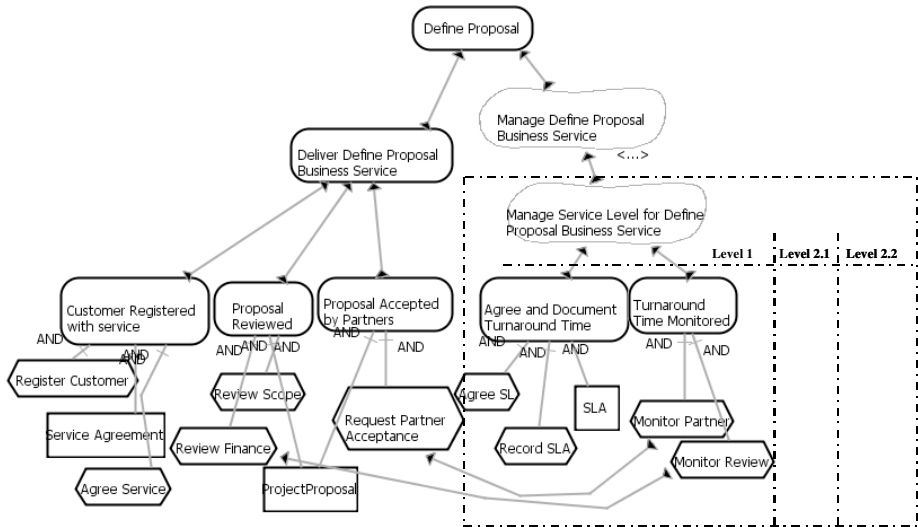 Define Proposal
Manage Define Proposal
Business Service
<...>
Deliver Define Proposal
Business Service
Manage Service Level for Define
Proposal Business Service
Level 1
Level 2.1
Level 2.2
Customer Registered
with service
Proposal
Reviewed
Proposal Accepted
by Partners
Agree and Document
Turnaround Time
Turnaround
Time Monitored
AND
AND
AND
AND
AND
AND
AND
AND
AND
AND
AND
AND
AND
Register Customer
Review Scope
Agree SL
Service Agreement
Request Partner
Acceptance
SLA
Monitor Partner
Review Finance
Record SLA
Monitor Review
Agree Service
ProjectProposal